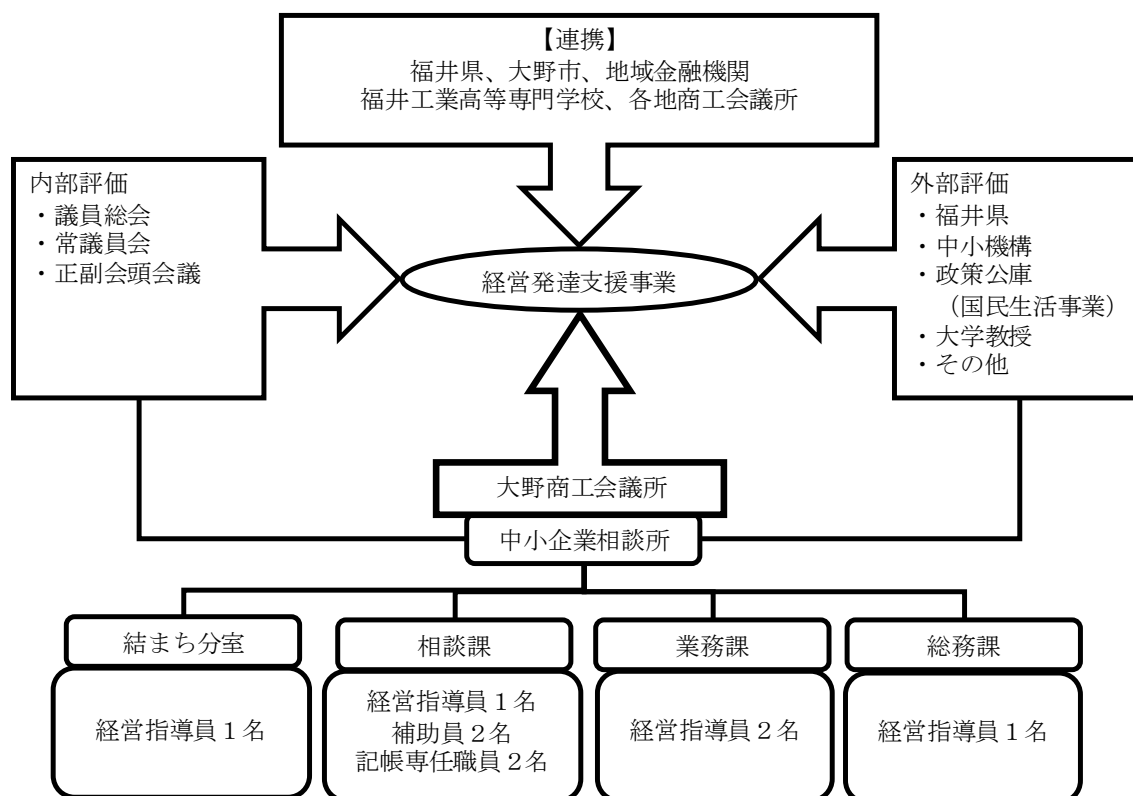 【連携】
福井県、大野市、地域金融機関
福井工業高等専門学校、各地商工会議所
内部評価
・議員総会
・常議員会
・正副会頭会議
外部評価
・福井県
・中小機構
・政策公庫
（国民生活事業）
・大学教授
・その他
経営発達支援事業
大野商工会議所
中小企業相談所
結まち分室
経営指導員１名
相談課
経営指導員１名
補助員２名
記帳専任職員２名
業務課
経営指導員２名
総務課
経営指導員１名